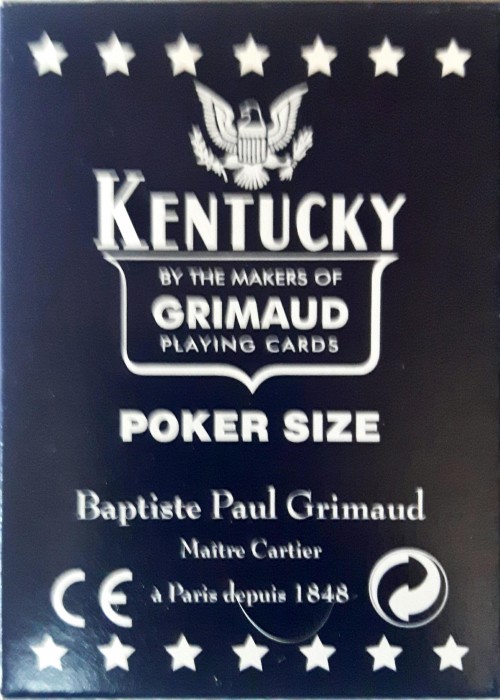 KENTUCKY
BY THE MAKERS OF
GRIMAUD
PLAYING CARDS
POKER SIZE
Baptiste Paul Grimaud
Maître Cartier
à Paris depuis 1848
CE